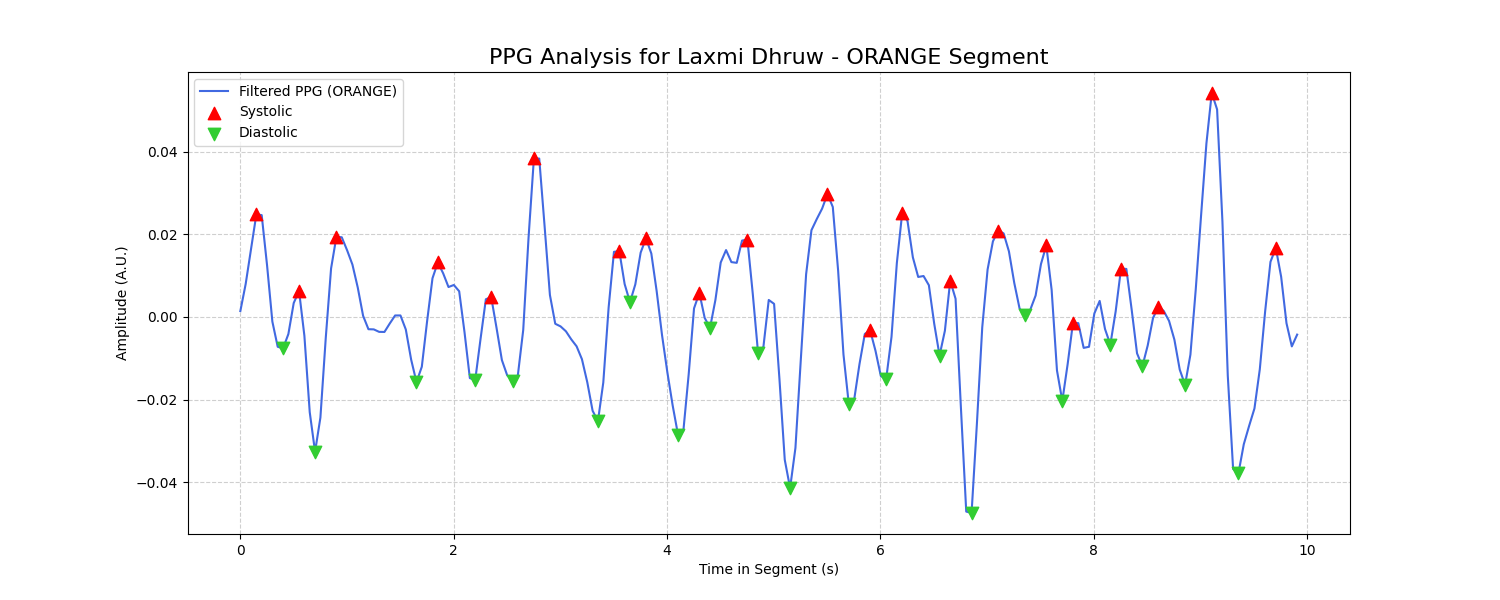 PPG Analysis for Laxmi Dhruw - ORANGE Segment
Filtered PPG (ORANGE)
Systolic
Diastolic
Amplitude (A.U.)
0.04
0.02
0.00
−0.02
−0.04
0 2 4 6 8 10
Time in Segment (s)